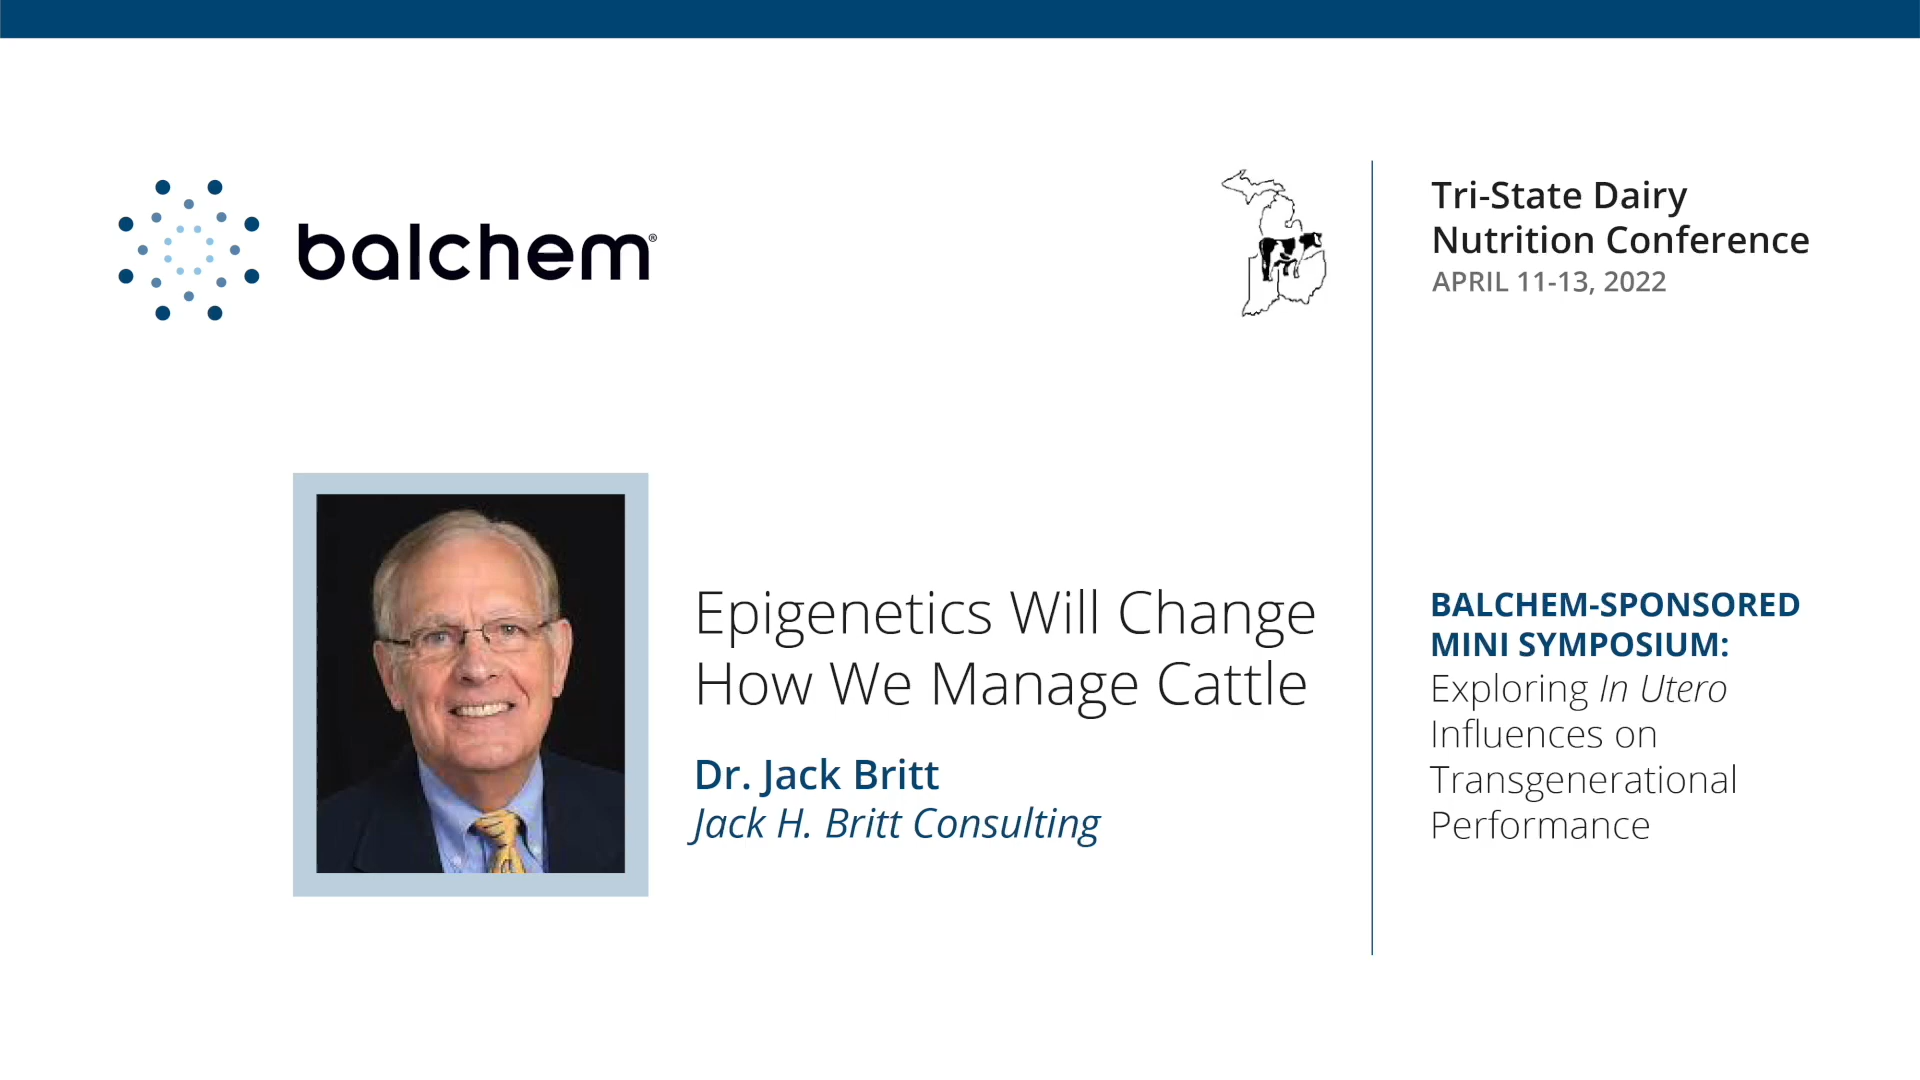 balchem®
Tri-State Dairy
Nutrition Conference
APRIL 11-13, 2022
Epigenetics Will Change
How We Manage Cattle
Dr. Jack Britt
Jack H. Britt Consulting
BALCHEM-SPONSORED
MINI SYMPOSIUM:
Exploring In Utero
Influences on
Transgenerational
Performance